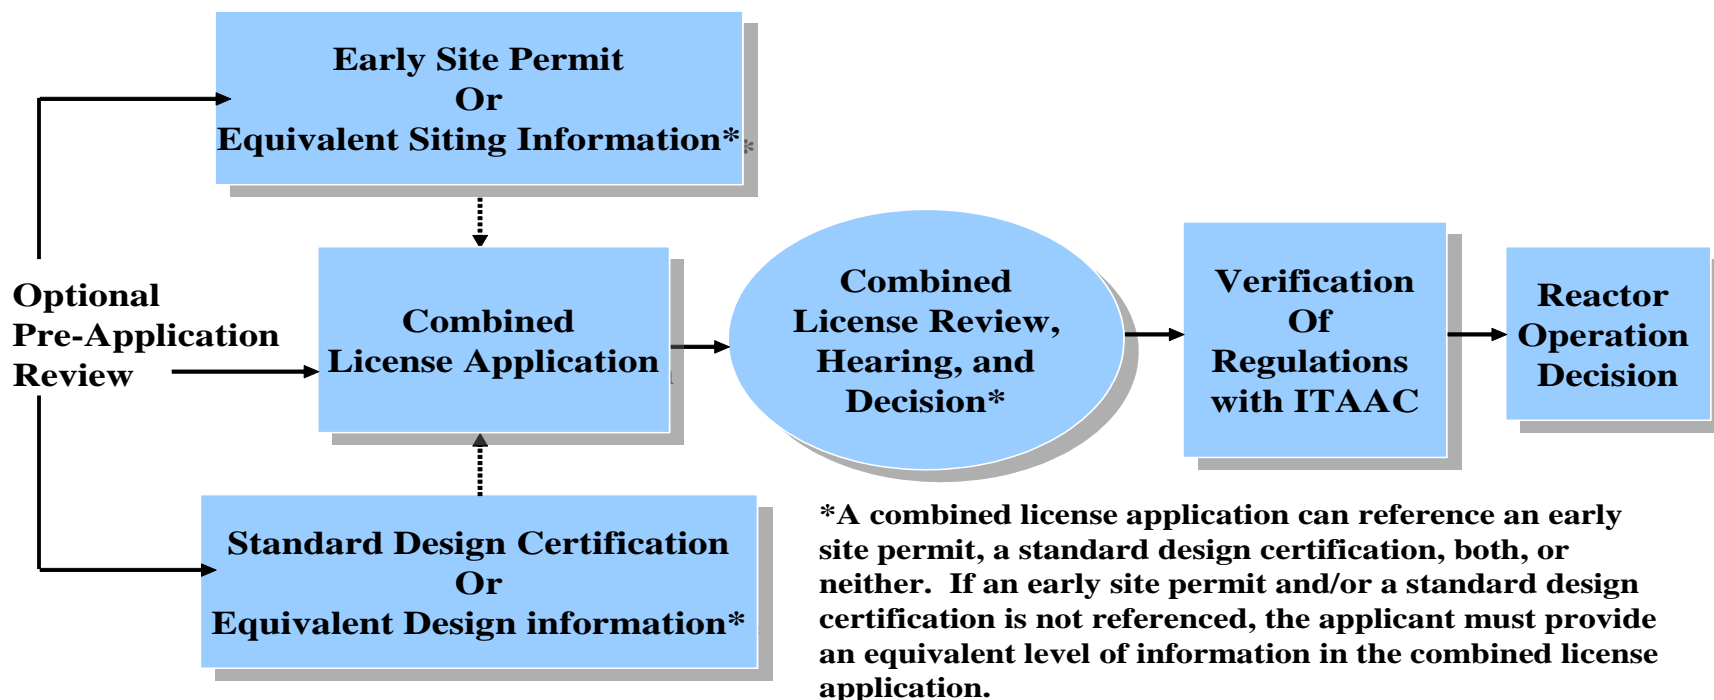 Early Site Permit
Or
Equivalent Siting Information*
Optional
Pre-Application
Review
Combined
License Application
Combined
License Review,
Hearing, and
Decision*
Verification
Of
Regulations
with ITAAC
Reactor
Operation
Decision
Standard Design Certification
Or
Equivalent Design information*
*A combined license application can reference an early
site permit, a standard design certification, both, or
neither.  If an early site permit and/or a standard design
certification is not referenced, the applicant must provide
an equivalent level of information in the combined license
application.